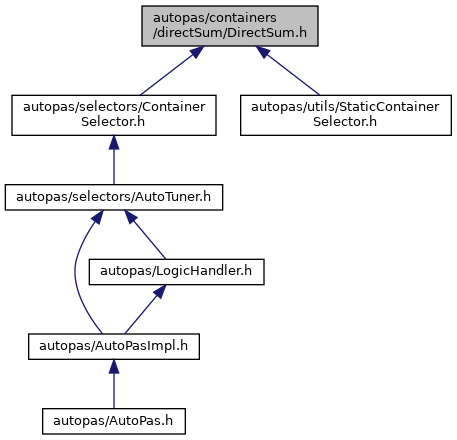 autopas/containers
/directSum/DirectSum.h
autopas/selectors/Container
Selector.h
autopas/utils/StaticContainer
Selector.h
autopas/selectors/AutoTuner.h
autopas/LogicHandler.h
autopas/AutoPasImpl.h
autopas/AutoPas.h